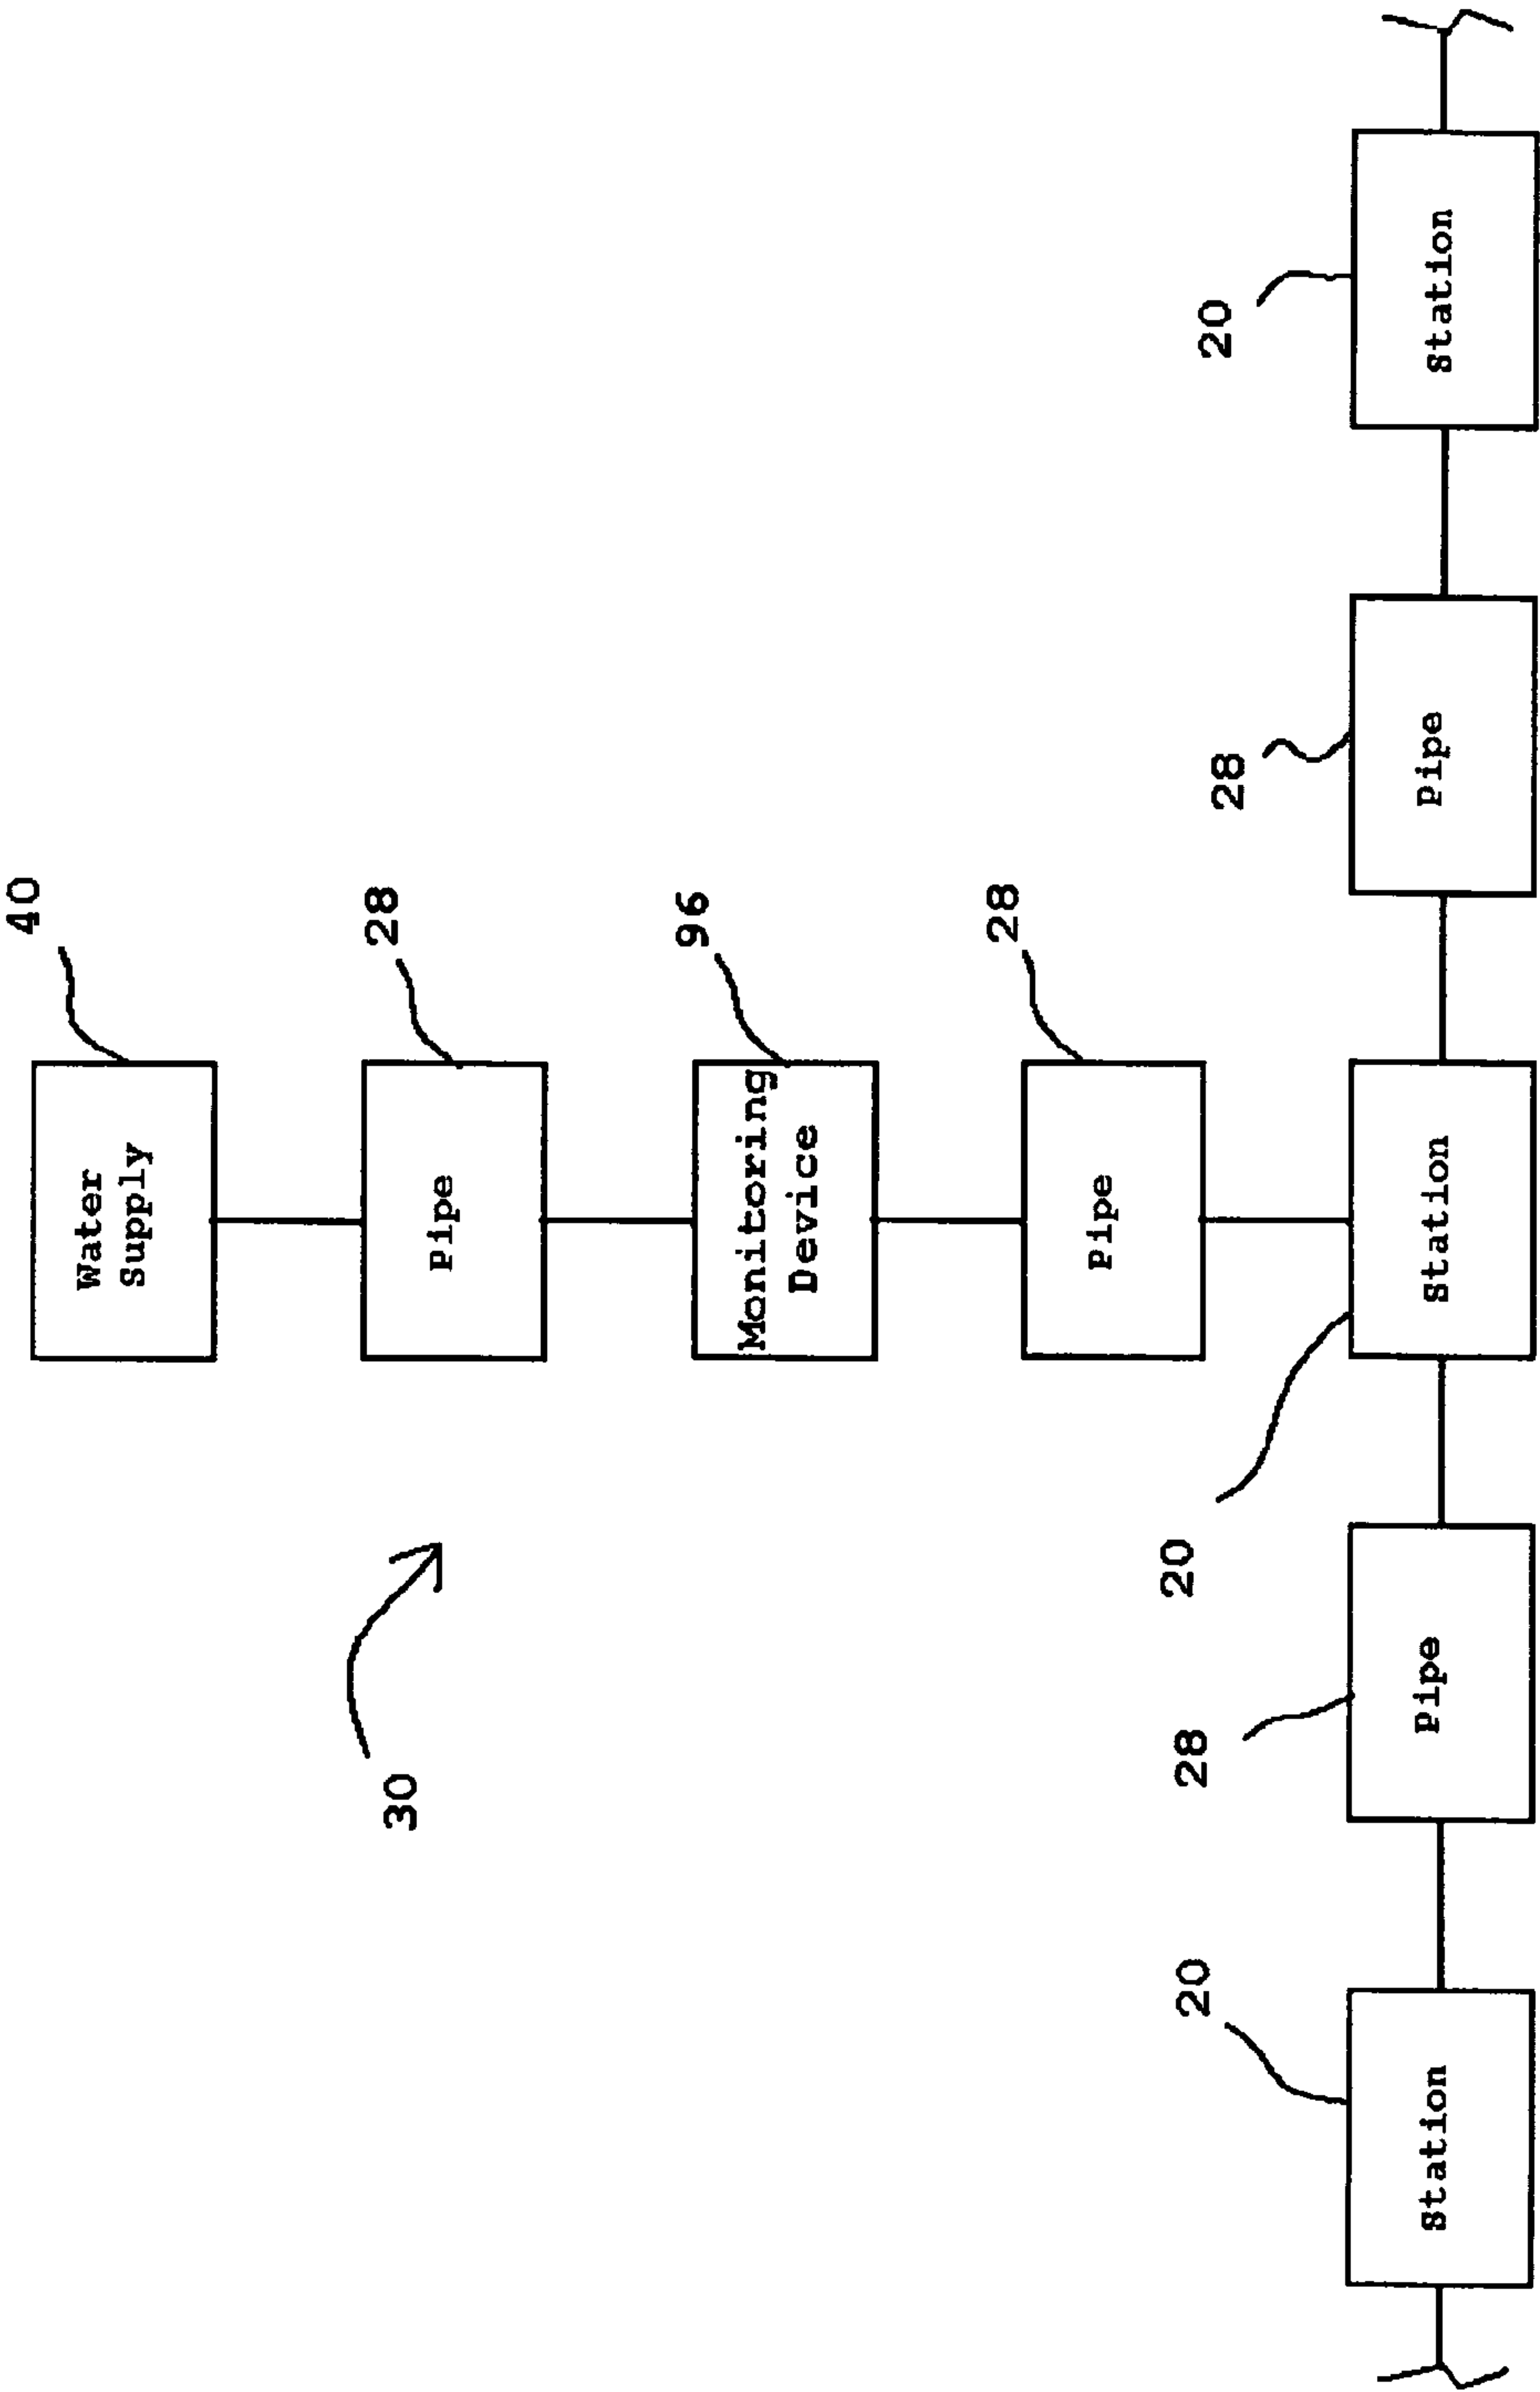 40
Water
Supply
28
Pipe
96
Monitoring
Device
28
Pipe
30
20
Station
28
Pipe
20
Station
28
Pipe
20
Station